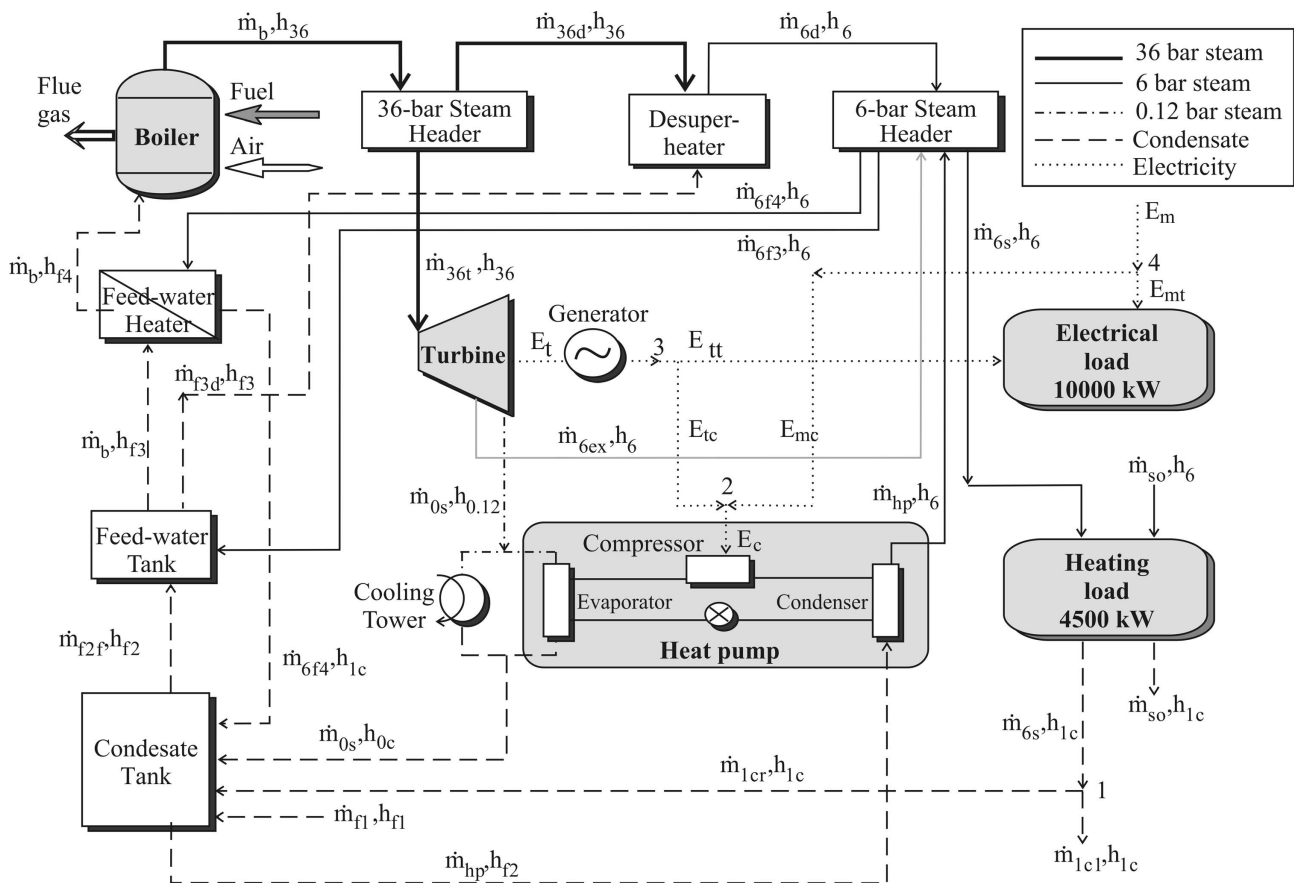 ṁb,h36
ṁ36d,h36
ṁ6d,h6
36 bar steam
6 bar steam
0.12 bar steam
Condensate
Electricity
Flue
gas
Fuel
Boiler
Air
36-bar Steam
Header
Desuper-
heater
6-bar Steam
Header
ṁ6f4,h6
ṁ6f3,h6
ṁ6s,h6
Em
4
Emt
ṁb,hf4
ṁ36t,h36
Feed-water
Heater
Generator
Turbine
Et
3
Ett
Electrical
load
10000 kW
ṁf3d,hf3
ṁb,hf3
ṁ6ex,h6
Etc
Emc
ṁso,h6
ṁ0s,h0.12
2
ṁhp,h6
Feed-water
Tank
Compressor
Ec
Cooling
Tower
Evaporator
Condenser
Heat pump
Heating
load
4500 kW
ṁf2f,hf2
ṁ6f4,h1c
ṁso,h1c
ṁ6s,h1c
Condesate
Tank
ṁ0s,h0c
ṁ1cr,h1c
1
ṁf1,hf1
ṁ1cl,h1c
ṁhp,hf2